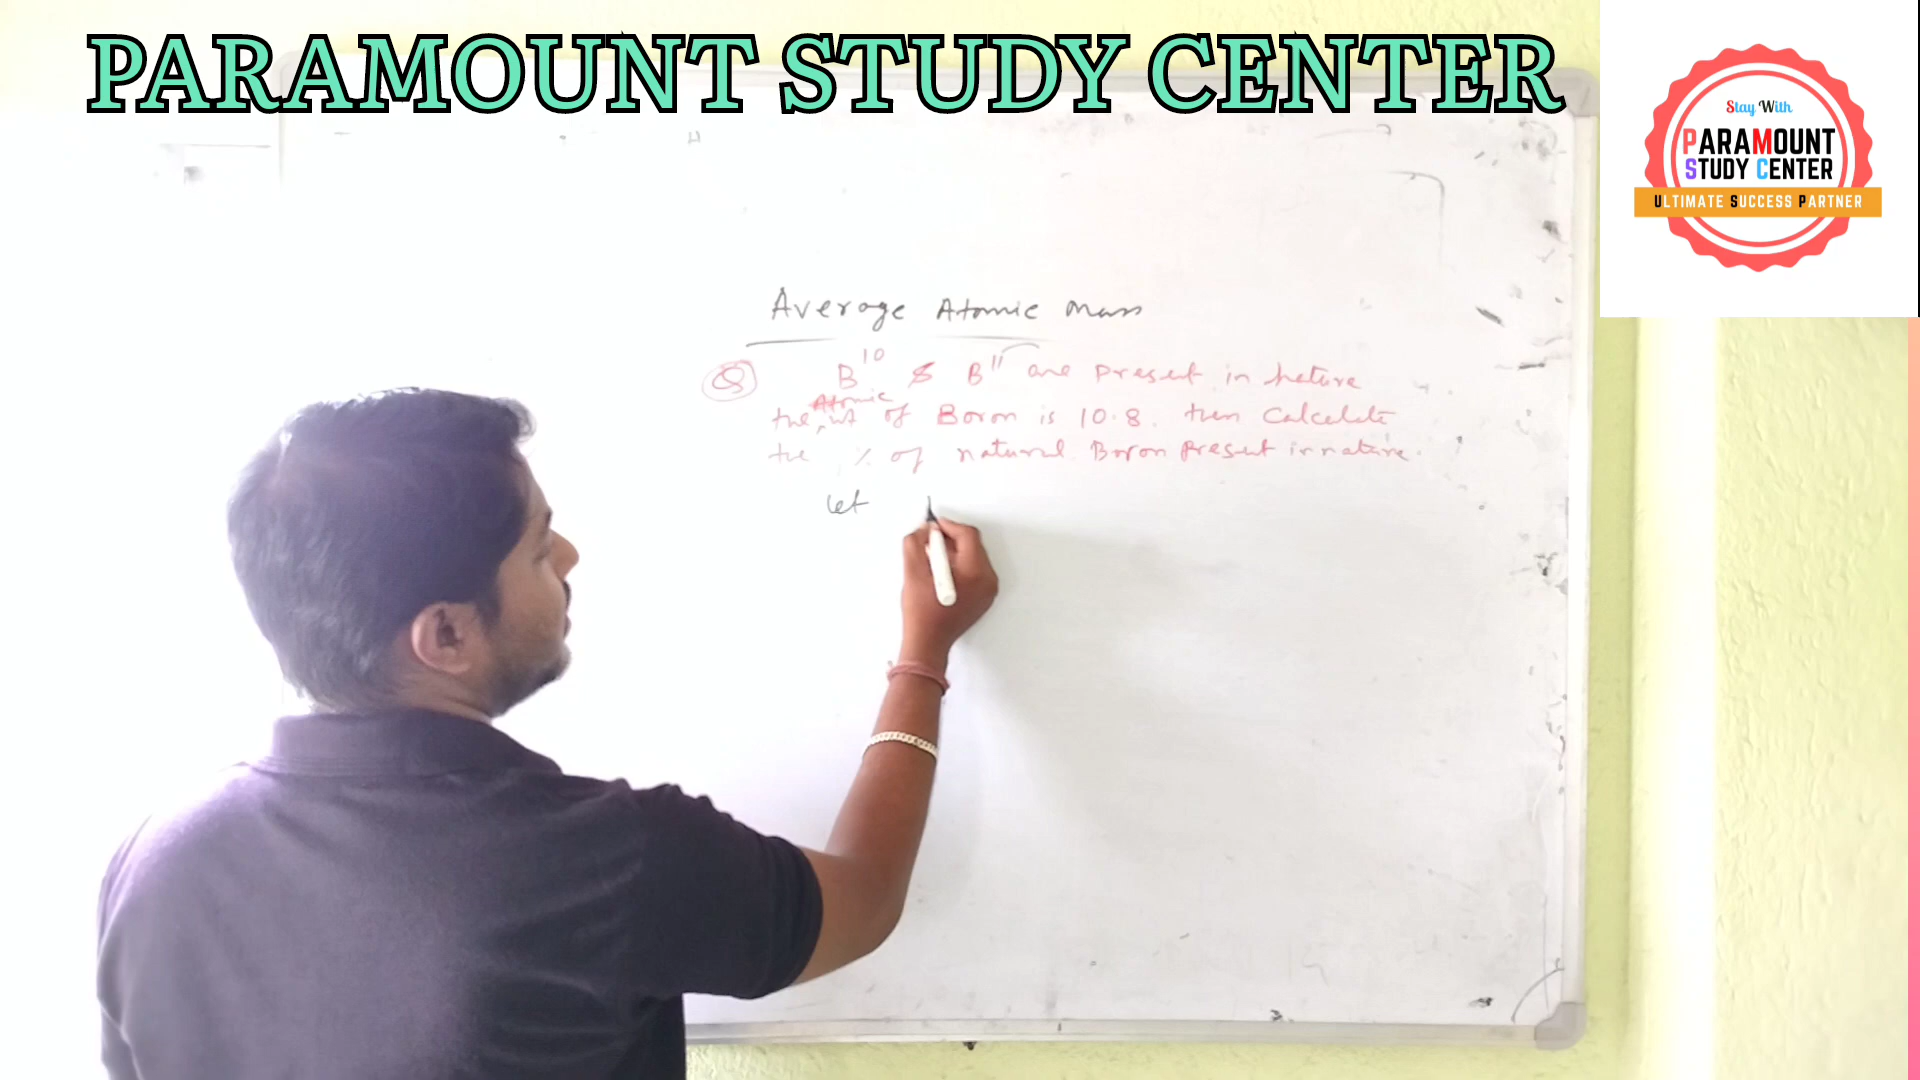 PARAMOUNT STUDY CENTER
Stay With
PARAMOUNT
STUDY CENTER
ULTIMATE SUCCESS PARTNER
Average Atomic Mass
Q B¹⁰ & B¹¹ are present in nature
Atomic
the, wt of Boron is 10.8. then Calculate
the % of natural Boron present in nature.
let